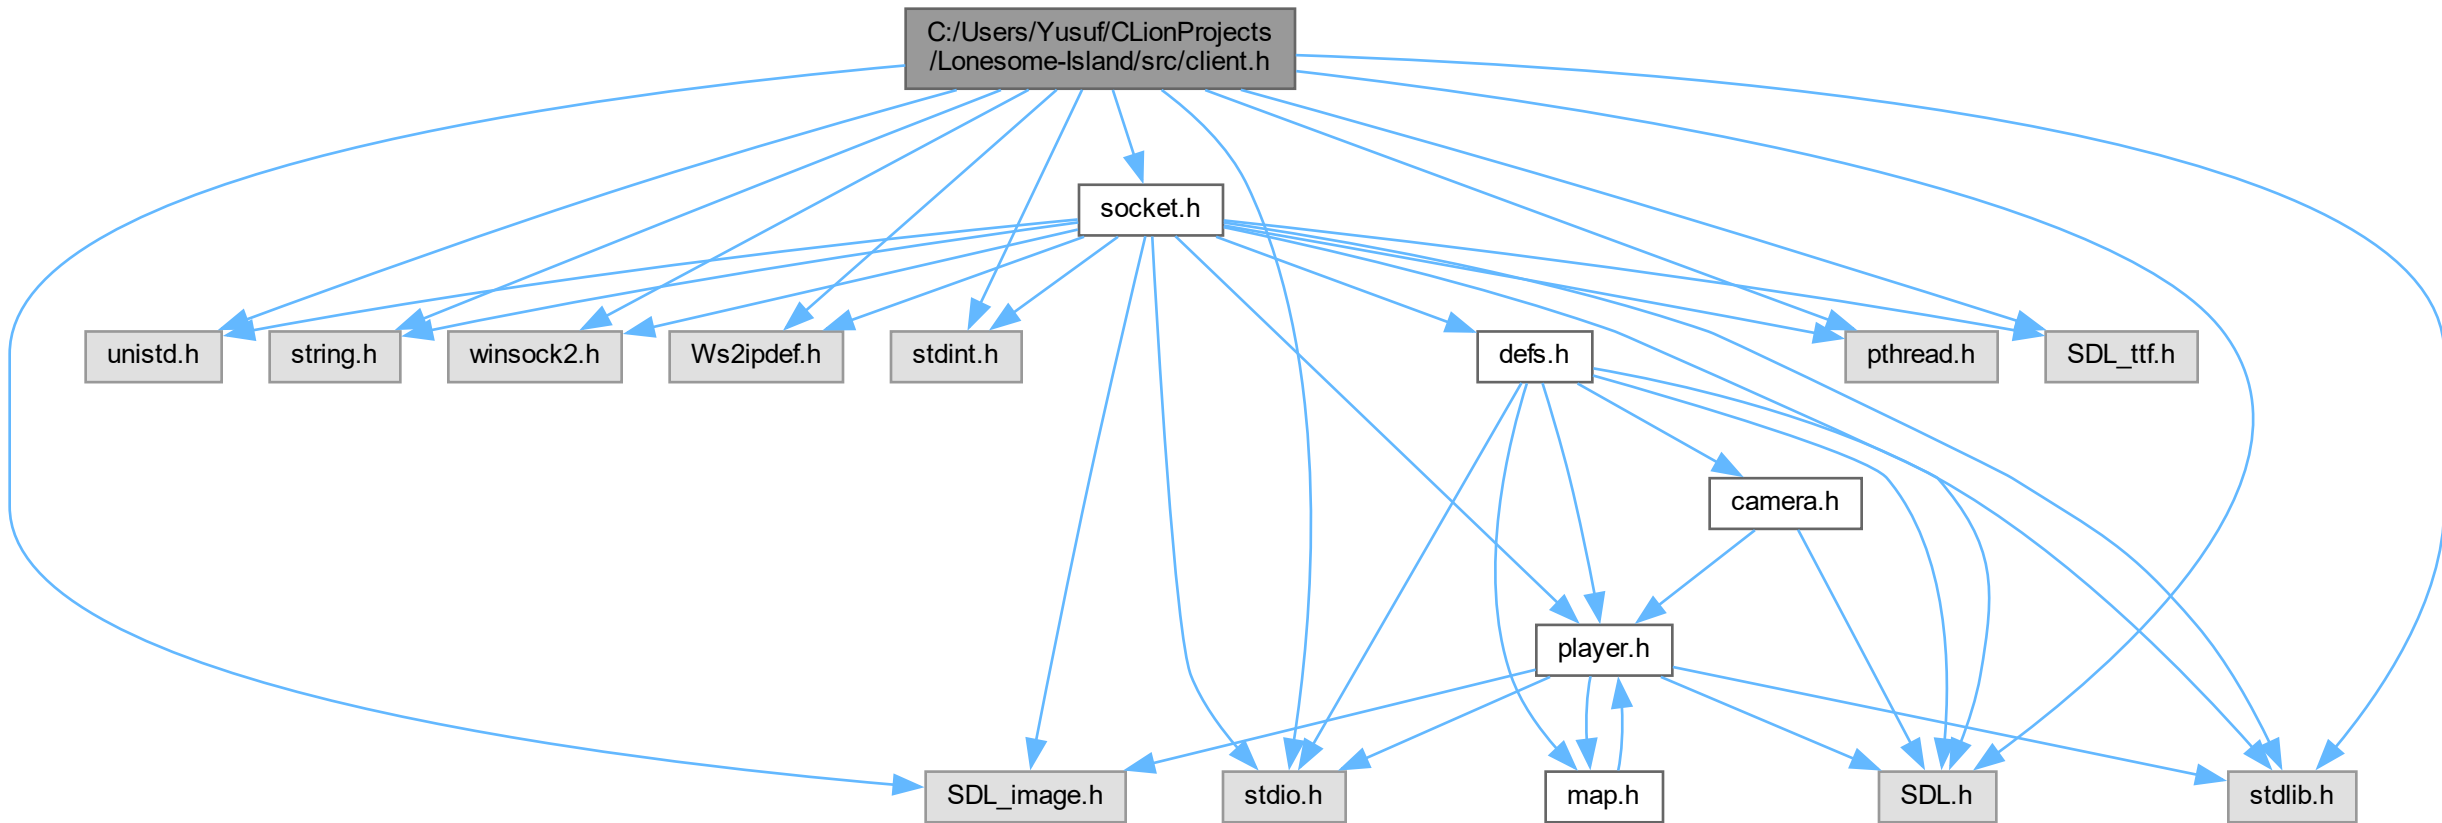 C:/Users/Yusuf/CLionProjects
/Lonesome-Island/src/client.h
socket.h
unistd.h
string.h
winsock2.h
Ws2ipdef.h
stdint.h
defs.h
pthread.h
SDL_ttf.h
camera.h
player.h
SDL_image.h
stdio.h
map.h
SDL.h
stdlib.h